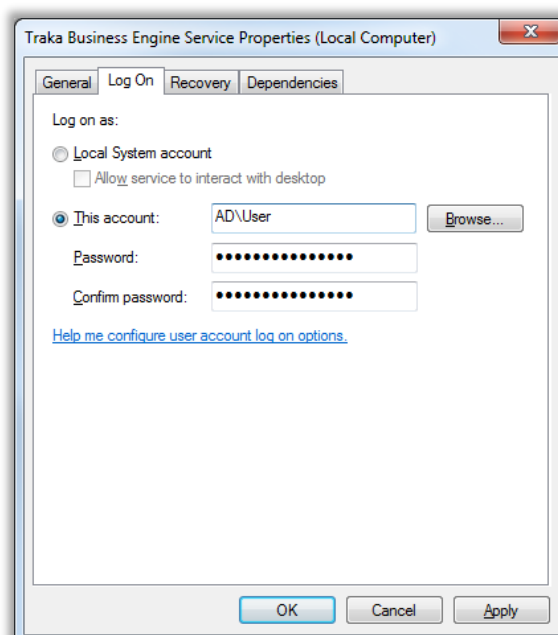 Traka Business Engine Service Properties (Local Computer)
General Log On Recovery Dependencies
Log on as:
Local System account
Allow service to interact with desktop
This account: AD\User Browse...
Password: •••••••••••••••
Confirm password: •••••••••••••••
Help me configure user account log on options.
OK Cancel Apply